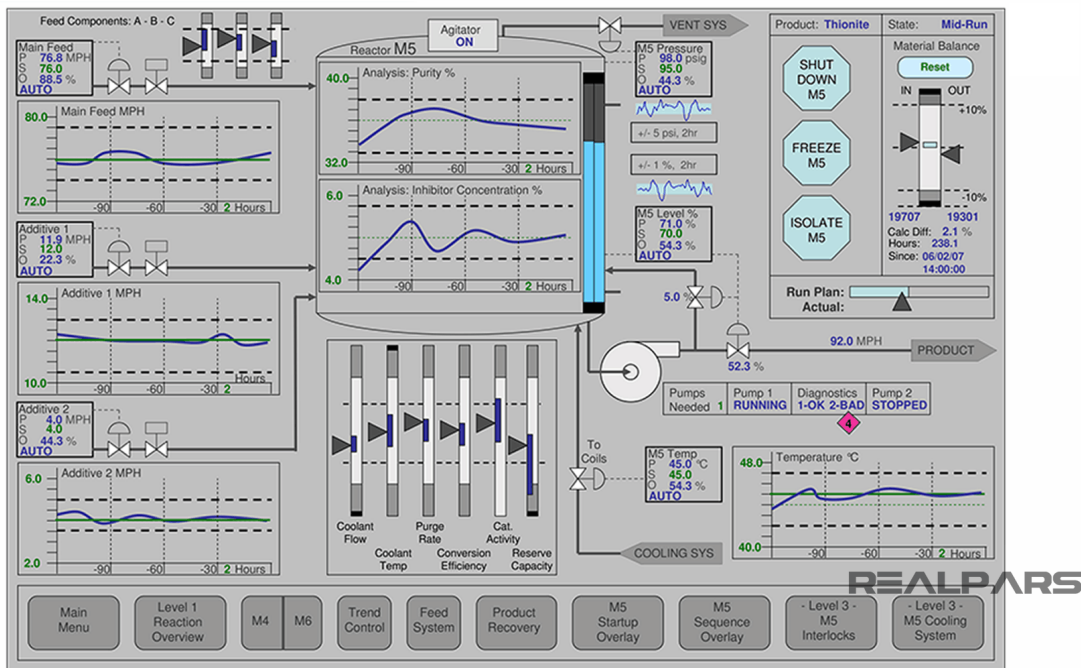 Feed Components: A - B - C
Main Feed
P 76.8 MPH
S 76.0
O 88.5 %
AUTO
Main Feed MPH
80.0
72.0
-90 -60 -30 2 Hours
Additive 1
P 11.9 MPH
S 12.0
O 22.3 %
AUTO
Additive 1 MPH
14.0
10.0
-90 -60 -30 2 Hours
Additive 2
P 4.0 MPH
S 4.0
O 44.3 %
AUTO
Additive 2 MPH
6.0
2.0
-90 -60 -30 2 Hours
Reactor M5
Agitator
ON
Analysis: Purity %
40.0
32.0
-90 -60 -30 2 Hours
Analysis: Inhibitor Concentration %
6.0
4.0
-90 -60 -30 2 Hours
Coolant
Flow
Coolant
Temp
Purge
Rate
Conversion
Efficiency
Cat.
Activity
Reserve
Capacity
VENT SYS
M5 Pressure
P 98.0 psig
S 95.0
O 44.3 %
AUTO
+/- 5 psi, 2hr
+/- 1 %, 2hr
M5 Level %
P 71.0 %
S 70.0
O 54.3 %
AUTO
5.0 %
52.3 %
92.0 MPH
PRODUCT
Pumps
Needed 1
Pump 1
RUNNING
Diagnostics
1-OK 2-BAD
Pump 2
STOPPED
4
To
Coils
M5 Temp
P 45.0 °C
S 45.0
O 54.3 %
AUTO
COOLING SYS
Temperature °C
48.0
40.0
-90 -60 -30 2 Hours
Product: Thionite
State: Mid-Run
SHUT
DOWN
M5
FREEZE
M5
ISOLATE
M5
Material Balance
Reset
IN OUT
+10%
-10%
19707 19301
Calc Diff: 2.1 %
Hours: 238.1
Since: 06/02/07
14:00:00
Run Plan:
Actual:
REALPARS
Main
Menu
Level 1
Reaction
Overview
M4 M6
Trend
Control
Feed
System
Product
Recovery
M5
Startup
Overlay
M5
Sequence
Overlay
- Level 3 -
M5
Interlocks
- Level 3 -
M5 Cooling
System